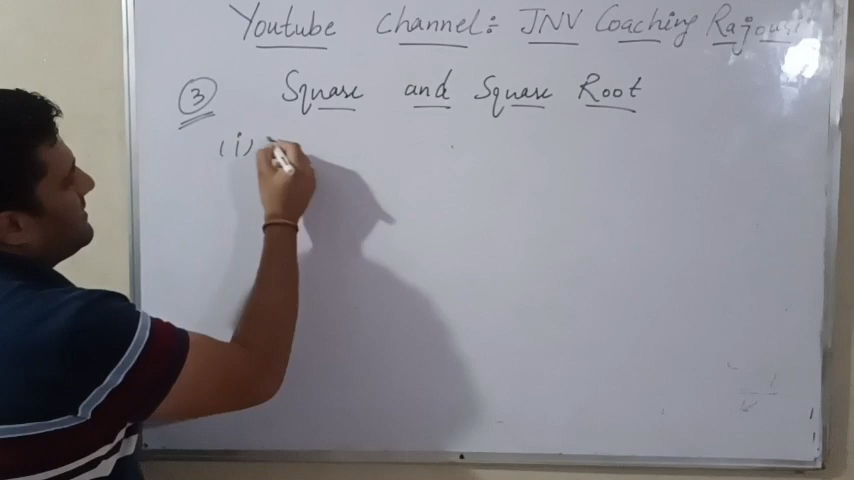 Youtube Channel:- JNV Coaching Rajouri
③ Square and Square Root
(i)